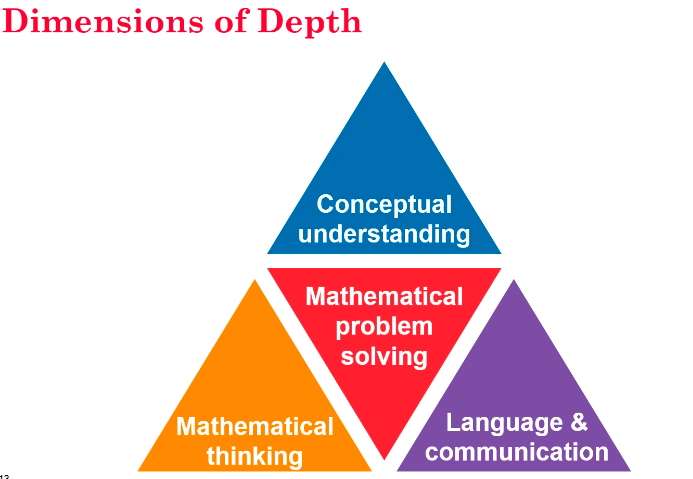 Dimensions of Depth
Conceptual
understanding
Mathematical
problem
solving
Mathematical
thinking
Language &
communication